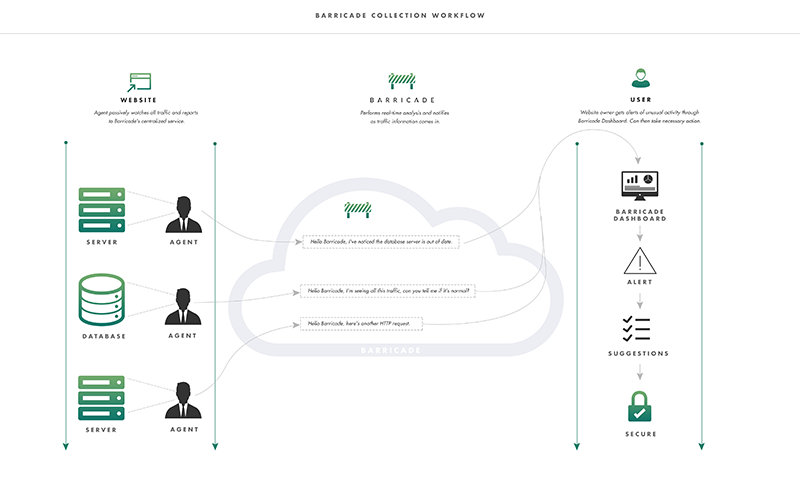 BARRICADE COLLECTION WORKFLOW
WEBSITE
Agent passively watches all traffic and reports
to Barricade's centralized service.
BARRICADE
Performs real-time analysis and notifies
as traffic information comes in.
USER
Website owner gets alerts of unusual activity through
Barricade Dashboard. Can then take necessary action.
SERVER
AGENT
Hello Barricade, I've noticed the database server is out of date.
BARRICADE
DASHBOARD
DATABASE
AGENT
Hello Barricade, I'm seeing all this traffic, can you tell me if it's normal?
ALERT
Hello Barricade, here's another HTTP request.
BARRICADE
SUGGESTIONS
SERVER
AGENT
SECURE